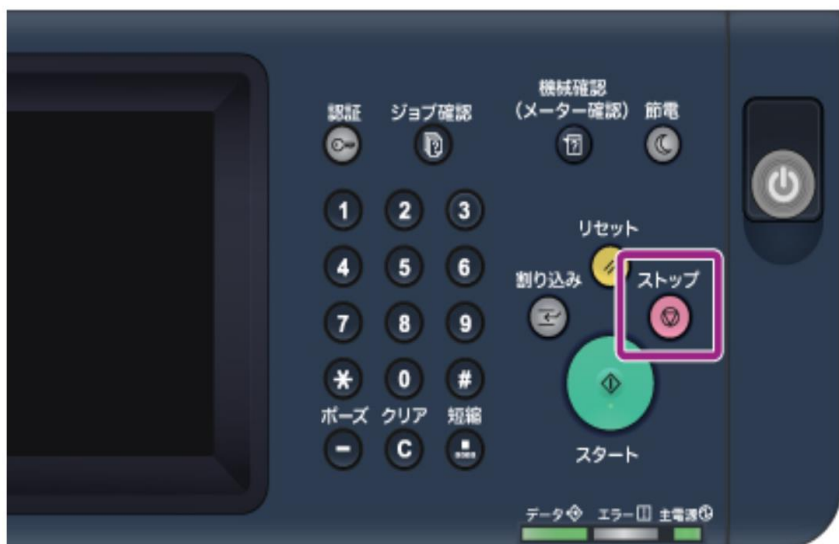 認証 ジョブ確認 機械確認
(メーター確認) 節電
1 2 3
リセット
4 5 6
割り込み ストップ
7 8 9
* 0 #
ポーズ クリア 短縮
- C
スタート
データ エラー 主電源